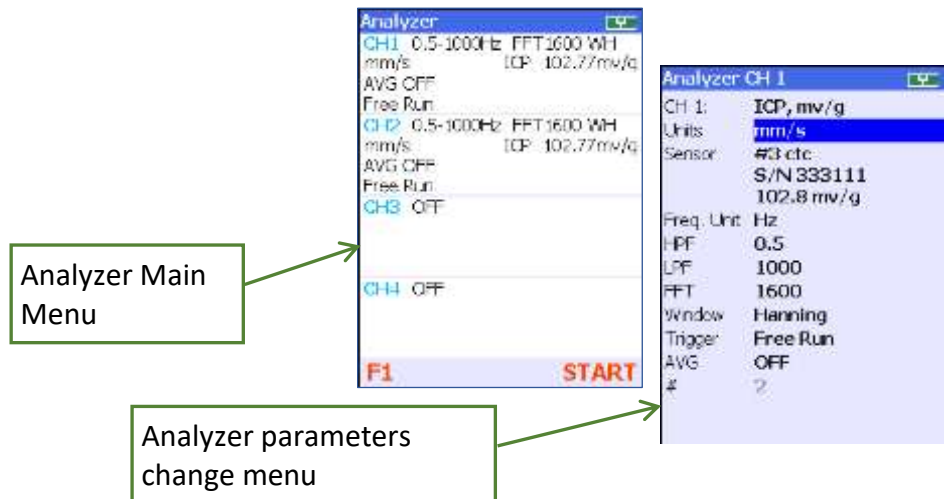 Analyzer
CH1 0.5-1000Hz FFT1600 WH
mm/s ICP 102.77mv/g
AVG OFF
Free Run
CH2 0.5-1000Hz FFT1600 WH
mm/s ICP 102.77mv/g
AVG OFF
Free Run
CH3 OFF
CH4 OFF
F1 START
Analyzer CH 1
CH 1: ICP, mv/g
Units mm/s
Sensor #3 ctc
S/N 333111
102.8 mv/g
Freq. Unit Hz
HPF 0.5
LPF 1000
FFT 1600
Window Hanning
Trigger Free Run
AVG OFF
# 2
Analyzer Main
Menu
Analyzer parameters
change menu